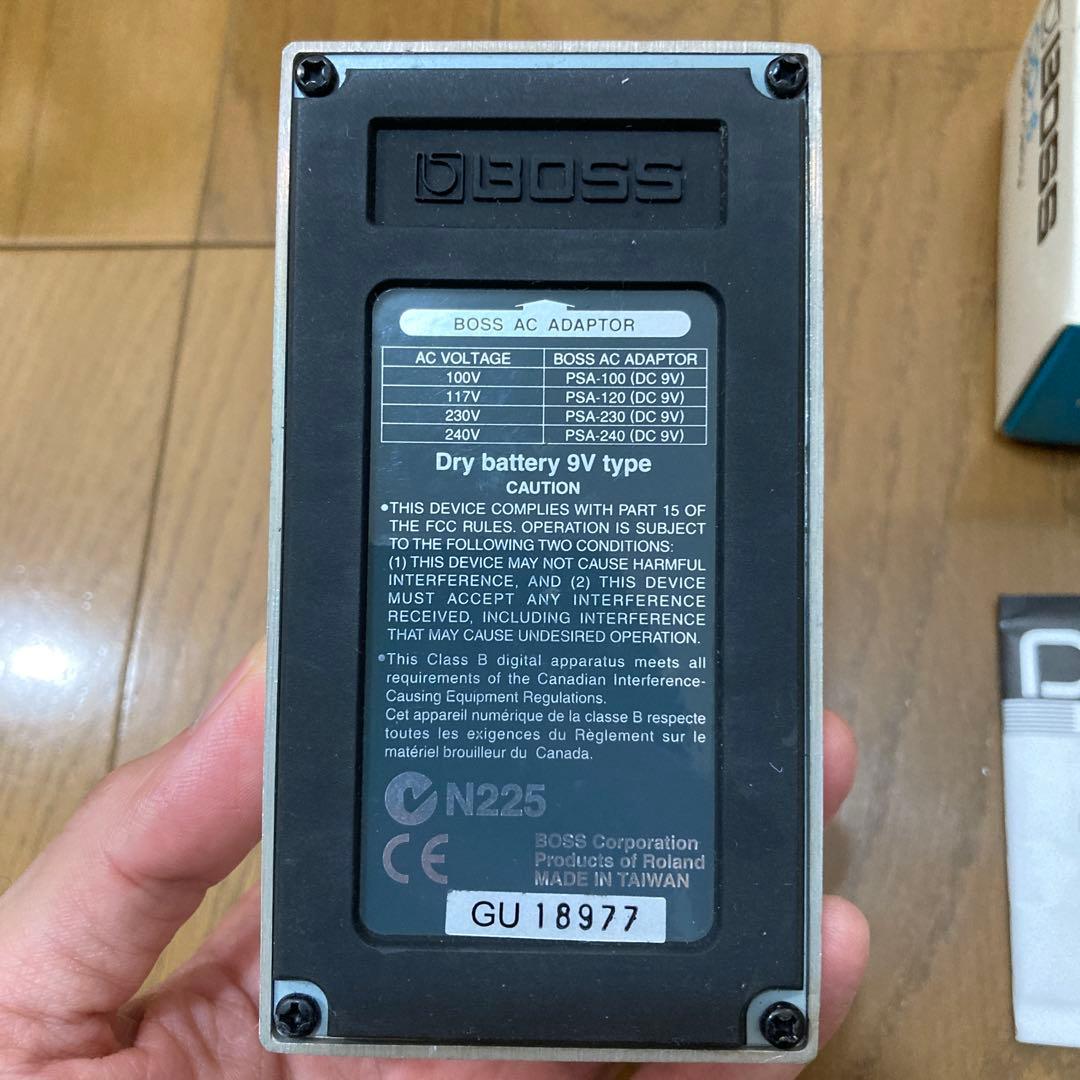 BOSS
BOSS AC ADAPTOR
AC VOLTAGE BOSS AC ADAPTOR
100V PSA-100 (DC 9V)
117V PSA-120 (DC 9V)
230V PSA-230 (DC 9V)
240V PSA-240 (DC 9V)
Dry battery 9V type
CAUTION
•THIS DEVICE COMPLIES WITH PART 15 OF
THE FCC RULES. OPERATION IS SUBJECT
TO THE FOLLOWING TWO CONDITIONS:
(1) THIS DEVICE MAY NOT CAUSE HARMFUL
INTERFERENCE, AND (2) THIS DEVICE
MUST ACCEPT ANY INTERFERENCE
RECEIVED, INCLUDING INTERFERENCE
THAT MAY CAUSE UNDESIRED OPERATION.
•This Class B digital apparatus meets all
requirements of the Canadian Interference-
Causing Equipment Regulations.
Cet appareil numérique de la classe B respecte
toutes les exigences du Règlement sur le
matériel brouilleur du Canada.
N225
CE
BOSS Corporation
Products of Roland
MADE IN TAIWAN
GU 18977
BOSS